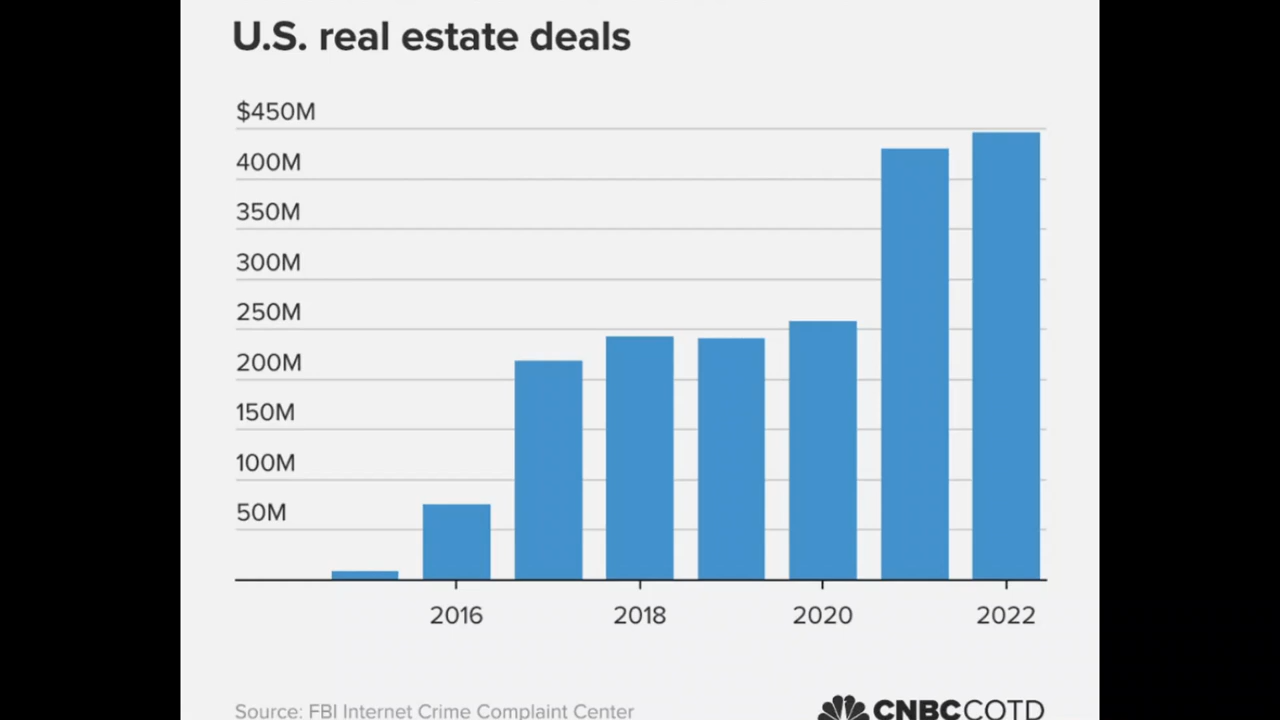 U.S. real estate deals
$450M
400M
350M
300M
250M
200M
150M
100M
50M
2016 2018 2020 2022
Source: FBI Internet Crime Complaint Center
CNBCCOTD